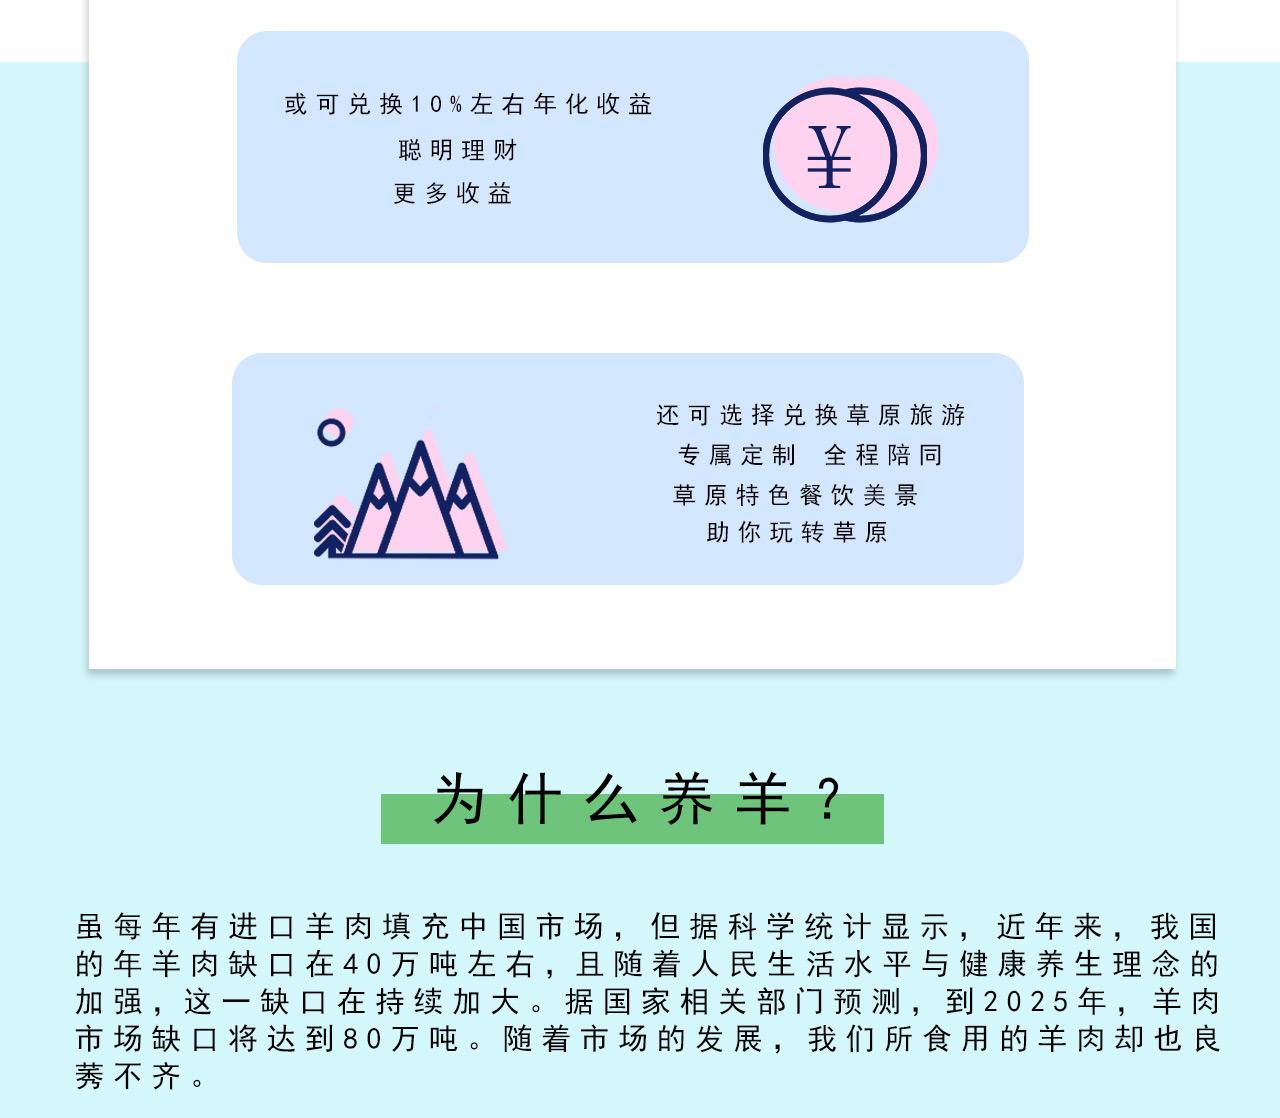 或可兑换10%左右年化收益
聪明理财
更多收益
¥
还可选择兑换草原旅游
专属定制 全程陪同
草原特色餐饮美景
助你玩转草原
为什么养羊?
虽每年有进口羊肉填充中国市场，但据科学统计显示，近年来，我国
的年羊肉缺口在40万吨左右，且随着人民生活水平与健康养生理念的
加强，这一缺口在持续加大。据国家相关部门预测，到2025年，羊肉
市场缺口将达到80万吨。随着市场的发展，我们所食用的羊肉却也良
莠不齐。